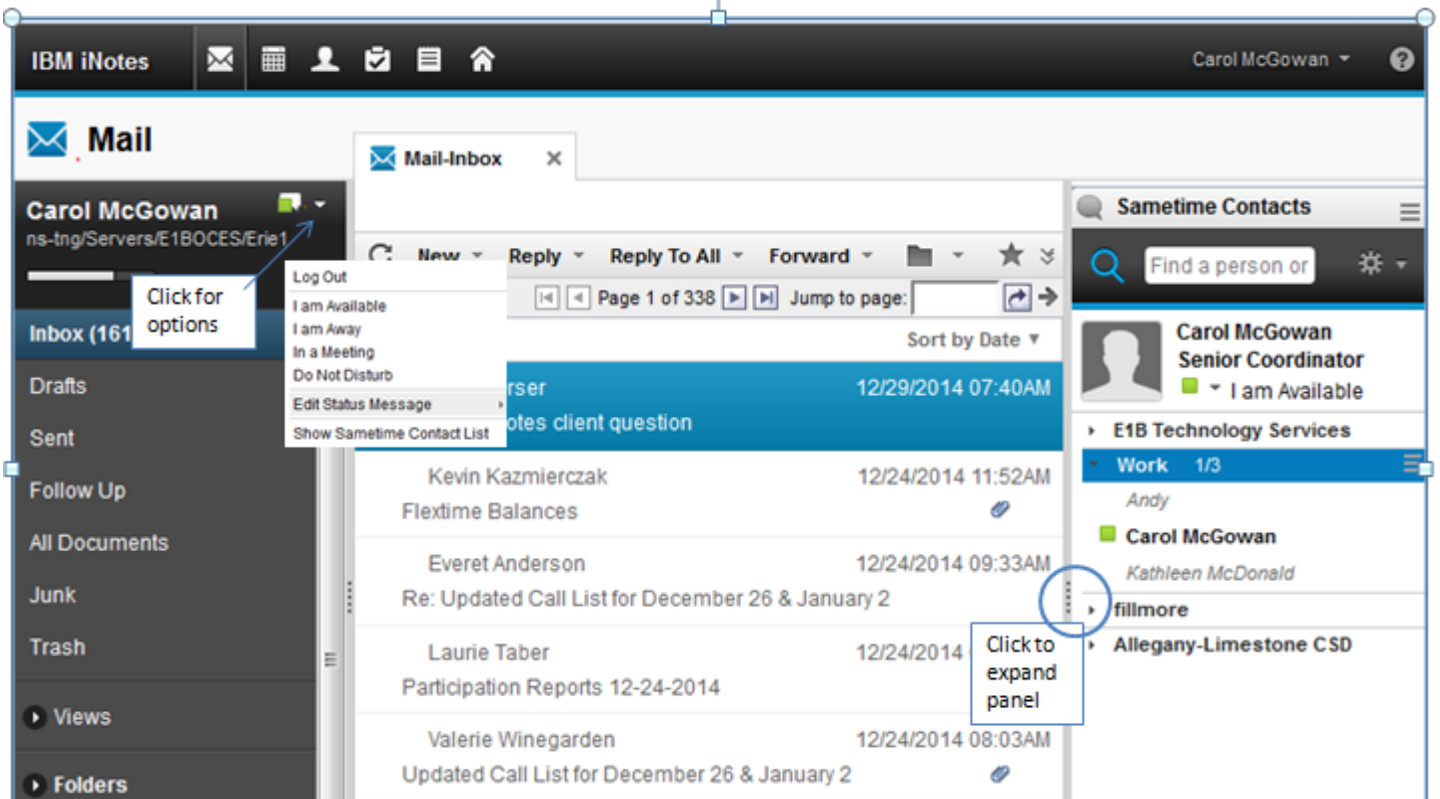 IBM iNotes
Carol McGowan
?
Mail
Mail-Inbox
Carol McGowan
ns-tng/Servers/E1BOCES/Erie1
Click for
options
Inbox (161
Drafts
Sent
Follow Up
All Documents
Junk
Trash
Views
Folders
Log Out
I am Available
I am Away
In a Meeting
Do Not Disturb
Edit Status Message
Show Sametime Contact List
New Reply Reply To All Forward
Page 1 of 338 Jump to page:
Sort by Date
rser 12/29/2014 07:40AM
otes client question
Kevin Kazmierczak 12/24/2014 11:52AM
Flextime Balances
Everet Anderson 12/24/2014 09:33AM
Re: Updated Call List for December 26 & January 2
Laurie Taber 12/24/2014
Participation Reports 12-24-2014
Valerie Winegarden 12/24/2014 08:03AM
Updated Call List for December 26 & January 2
Click to
expand
panel
Sametime Contacts
Find a person or
Carol McGowan
Senior Coordinator
I am Available
E1B Technology Services
Work 1/3
Andy
Carol McGowan
Kathleen McDonald
fillmore
Allegany-Limestone CSD